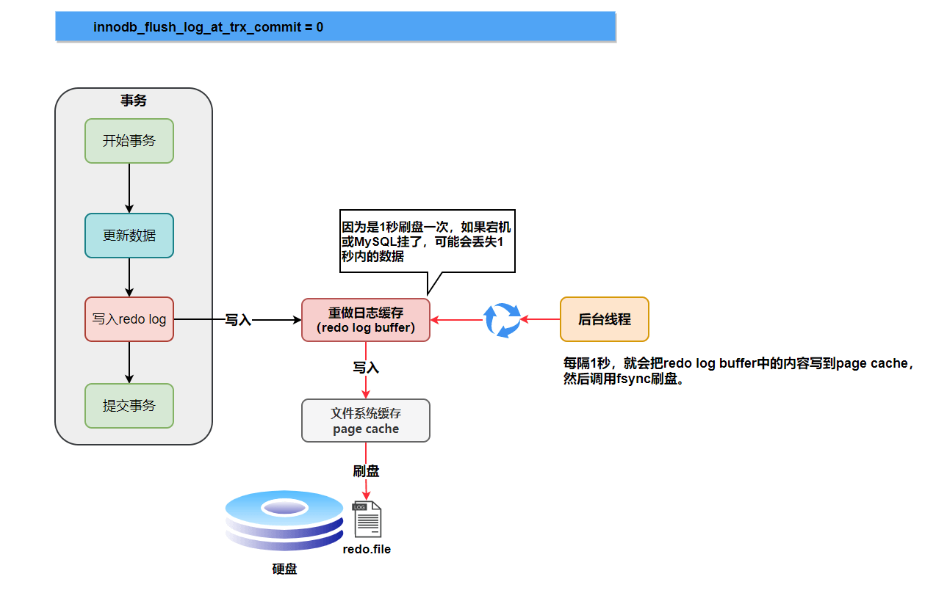 innodb_flush_log_at_trx_commit = 0
事务
开始事务
更新数据
写入redo log
提交事务
写入
因为是1秒刷盘一次，如果宕机
或MySQL挂了，可能会丢失1
秒内的数据
重做日志缓存
（redo log buffer）
后台线程
每隔1秒，就会把redo log buffer中的内容写到page cache，
然后调用fsync刷盘。
写入
文件系统缓存
page cache
刷盘
LOG
redo.file
硬盘